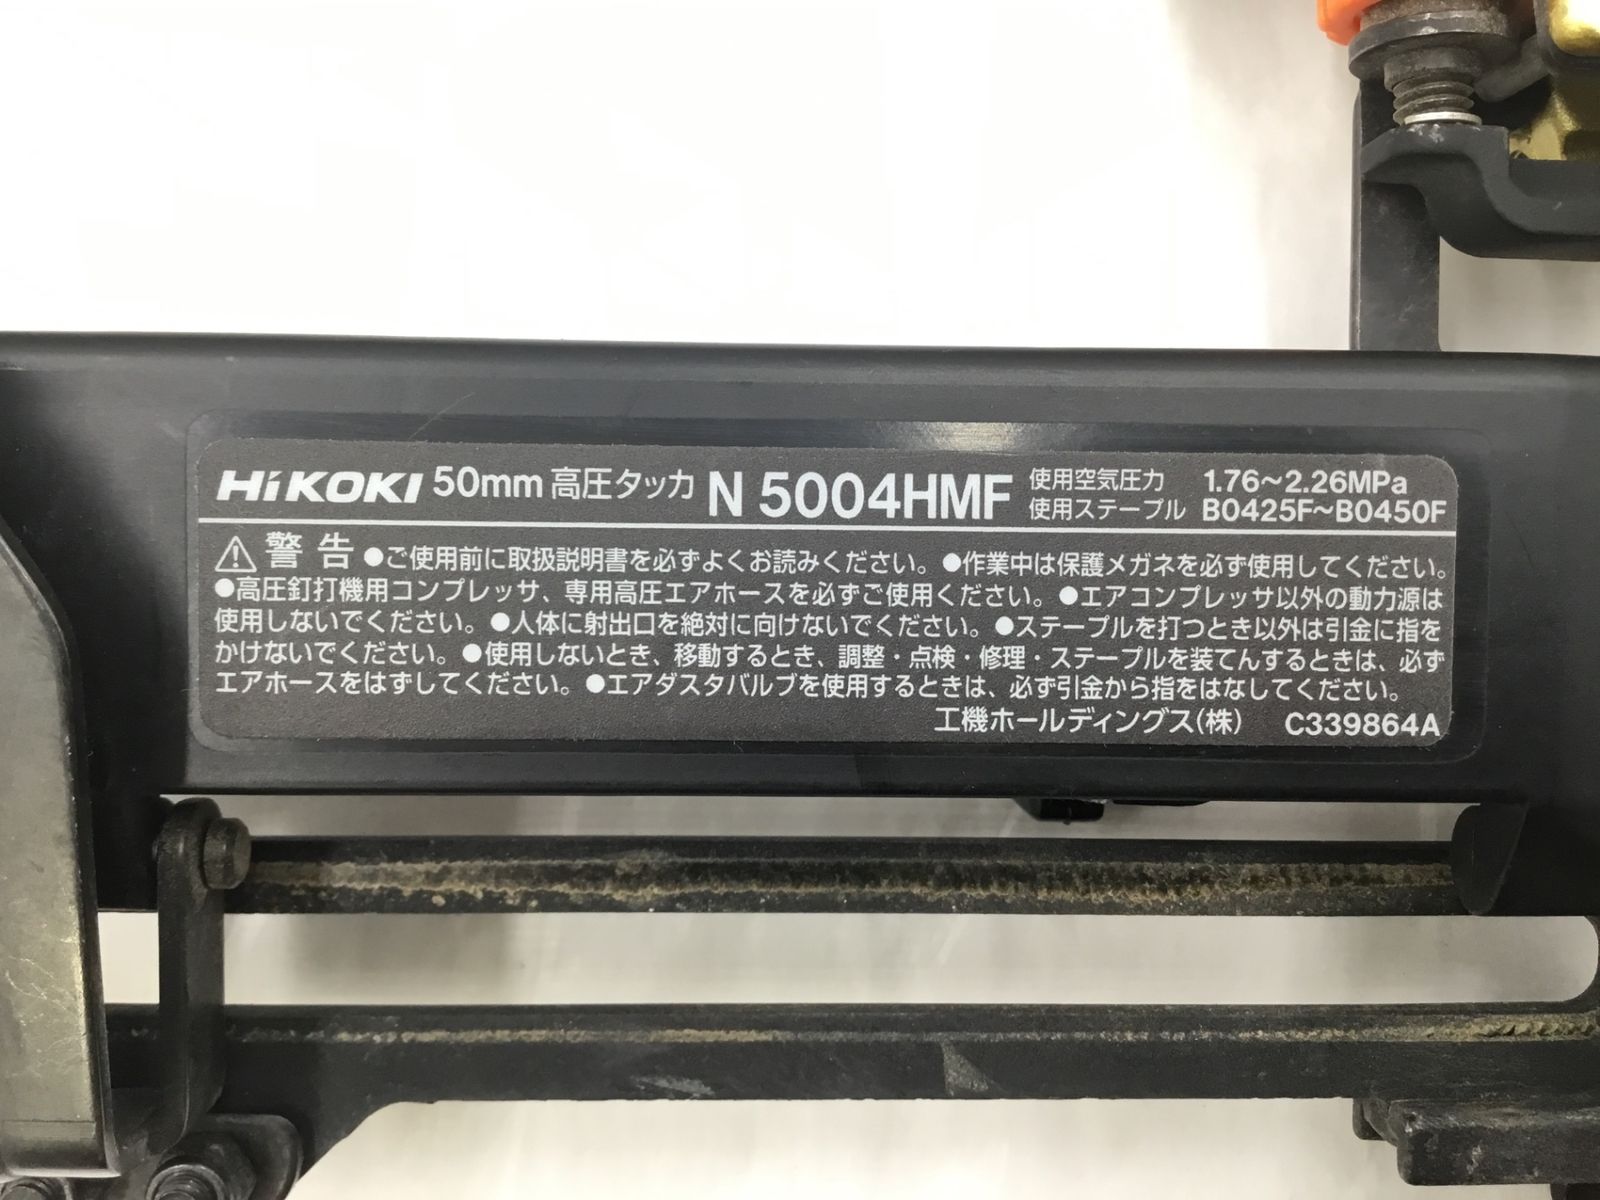 HiKOKI 50mm 高圧タッカ N 5004HMF 使用空気圧力 1.76～2.26MPa
使用ステープル B0425F～B0450F
⚠警告 ●ご使用前に取扱説明書を必ずよくお読みください。●作業中は保護メガネを必ず使用してください。
●高圧釘打機用コンプレッサ、専用高圧エアホースを必ずご使用ください。●エアコンプレッサ以外の動力源は
使用しないでください。●人体に射出口を絶対に向けないでください。●ステープルを打つとき以外は引金に指を
かけないでください。●使用しないとき、移動するとき、調整・点検・修理・ステープルを装てんするときは、必ず
エアホースをはずしてください。●エアダスタバルブを使用するときは、必ず引金から指をはなしてください。
工機ホールディングス(株) C339864A